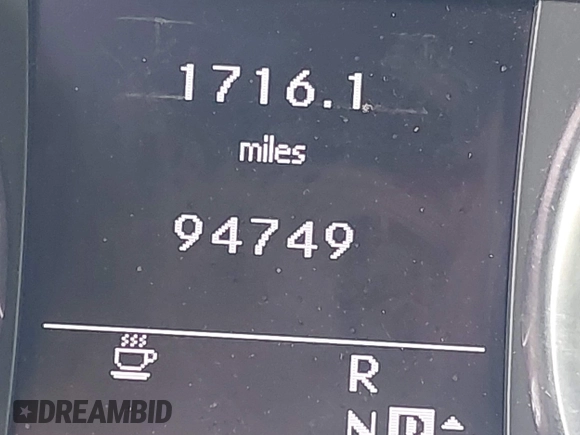 1716.1
miles
94749
R
N P
DREAMBID